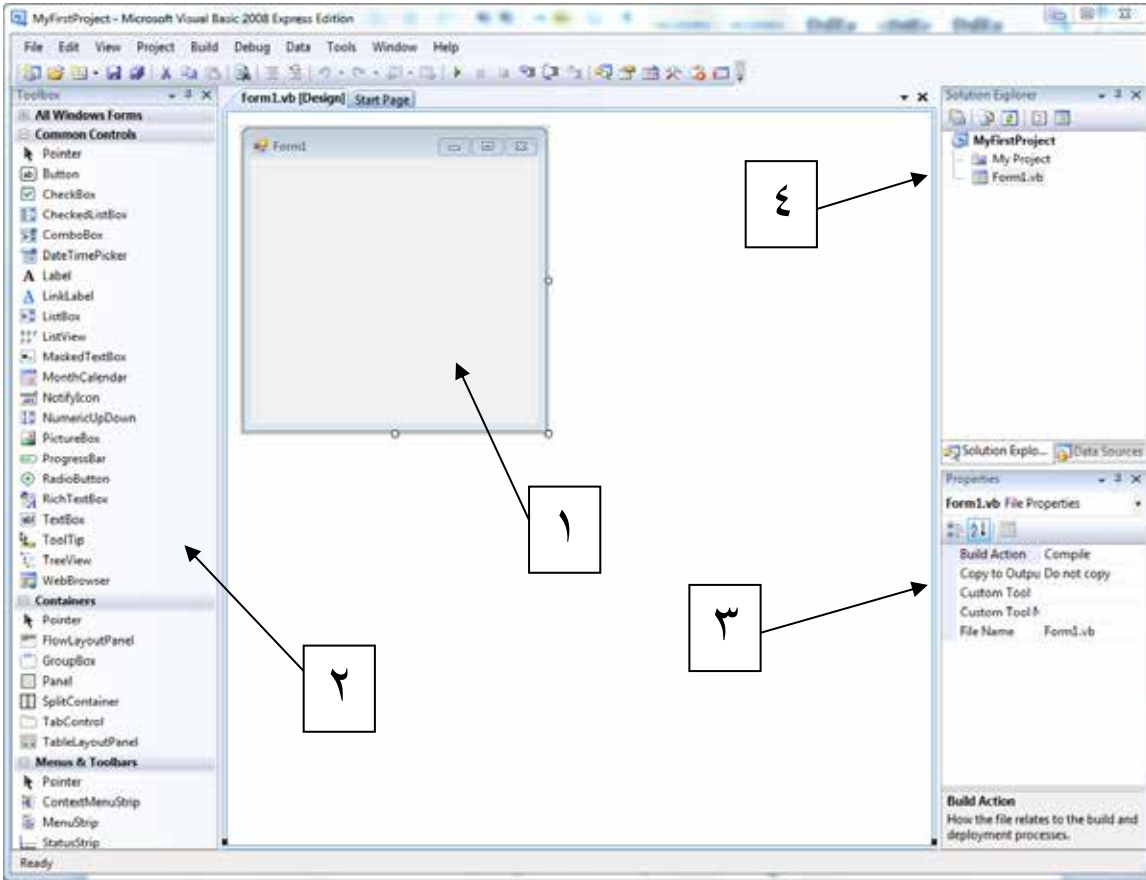 MyFirstProject - Microsoft Visual Basic 2008 Express Edition
File Edit View Project Build Debug Data Tools Window Help
Toolbox
All Windows Forms
Common Controls
Pointer
Button
CheckBox
CheckedListBox
ComboBox
DateTimePicker
A Label
A LinkLabel
ListBox
ListView
MaskedTextBox
MonthCalendar
NotifyIcon
NumericUpDown
PictureBox
ProgressBar
RadioButton
RichTextBox
TextBox
ToolTip
TreeView
WebBrowser
Containers
Pointer
FlowLayoutPanel
GroupBox
Panel
SplitContainer
TabControl
TableLayoutPanel
Menus & Toolbars
Pointer
ContextMenuStrip
MenuStrip
StatusStrip
Ready
Form1.vb [Design] Start Page
Form1
١
٢
٣
٤
Solution Explorer
MyFirstProject
My Project
Form1.vb
Solution Explo... Data Sources
Properties
Form1.vb File Properties
Build Action Compile
Copy to Outpu Do not copy
Custom Tool
Custom Tool N
File Name Form1.vb
Build Action
How the file relates to the build and
deployment processes.